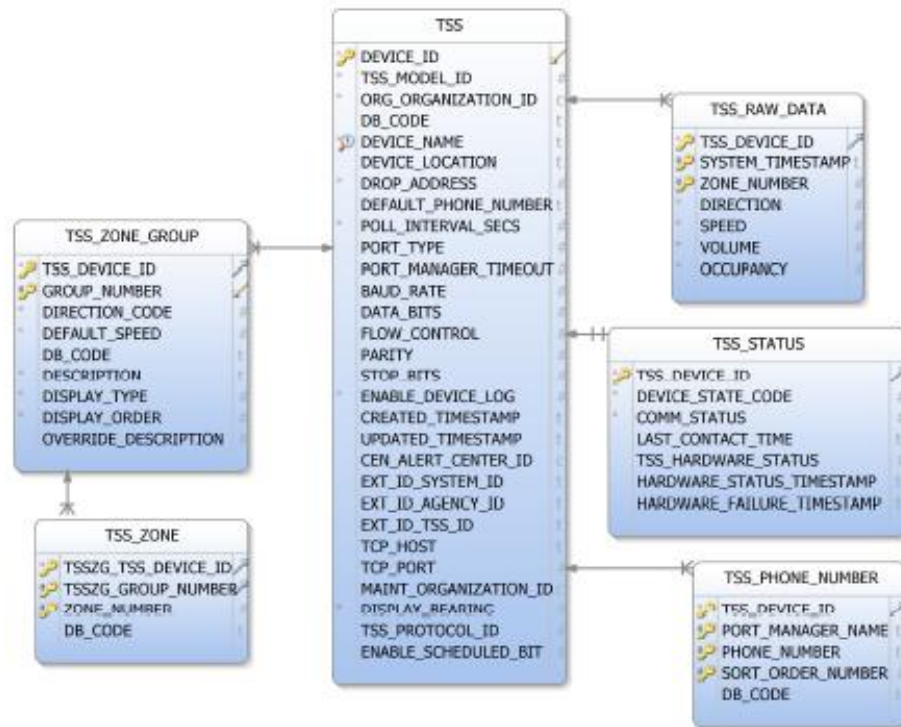 TSS
DEVICE_ID
TSS_MODEL_ID
ORG_ORGANIZATION_ID
DB_CODE
DEVICE_NAME
DEVICE_LOCATION
DROP_ADDRESS
DEFAULT_PHONE_NUMBER
POLL_INTERVAL_SECS
PORT_TYPE
PORT_MANAGER_TIMEOUT
BAUD_RATE
DATA_BITS
FLOW_CONTROL
PARITY
STOP_BITS
ENABLE_DEVICE_LOG
CREATED_TIMESTAMP
UPDATED_TIMESTAMP
CEN_ALERT_CENTER_ID
EXT_ID_SYSTEM_ID
EXT_ID_AGENCY_ID
EXT_ID_TSS_ID
TCP_HOST
TCP_PORT
MAINT_ORGANIZATION_ID
DISPLAY_BEARING
TSS_PROTOCOL_ID
ENABLE_SCHEDULED_BIT
TSS_ZONE_GROUP
TSS_DEVICE_ID
GROUP_NUMBER
DIRECTION_CODE
DEFAULT_SPEED
DB_CODE
DESCRIPTION
DISPLAY_TYPE
DISPLAY_ORDER
OVERRIDE_DESCRIPTION
TSS_ZONE
TSSZG_TSS_DEVICE_ID
TSSZG_GROUP_NUMBER
ZONE_NUMBER
DB_CODE
TSS_RAW_DATA
TSS_DEVICE_ID
SYSTEM_TIMESTAMP
ZONE_NUMBER
DIRECTION
SPEED
VOLUME
OCCUPANCY
TSS_STATUS
TSS_DEVICE_ID
DEVICE_STATE_CODE
COMM_STATUS
LAST_CONTACT_TIME
TSS_HARDWARE_STATUS
HARDWARE_STATUS_TIMESTAMP
HARDWARE_FAILURE_TIMESTAMP
TSS_PHONE_NUMBER
TSS_DEVICE_ID
PORT_MANAGER_NAME
PHONE_NUMBER
SORT_ORDER_NUMBER
DB_CODE